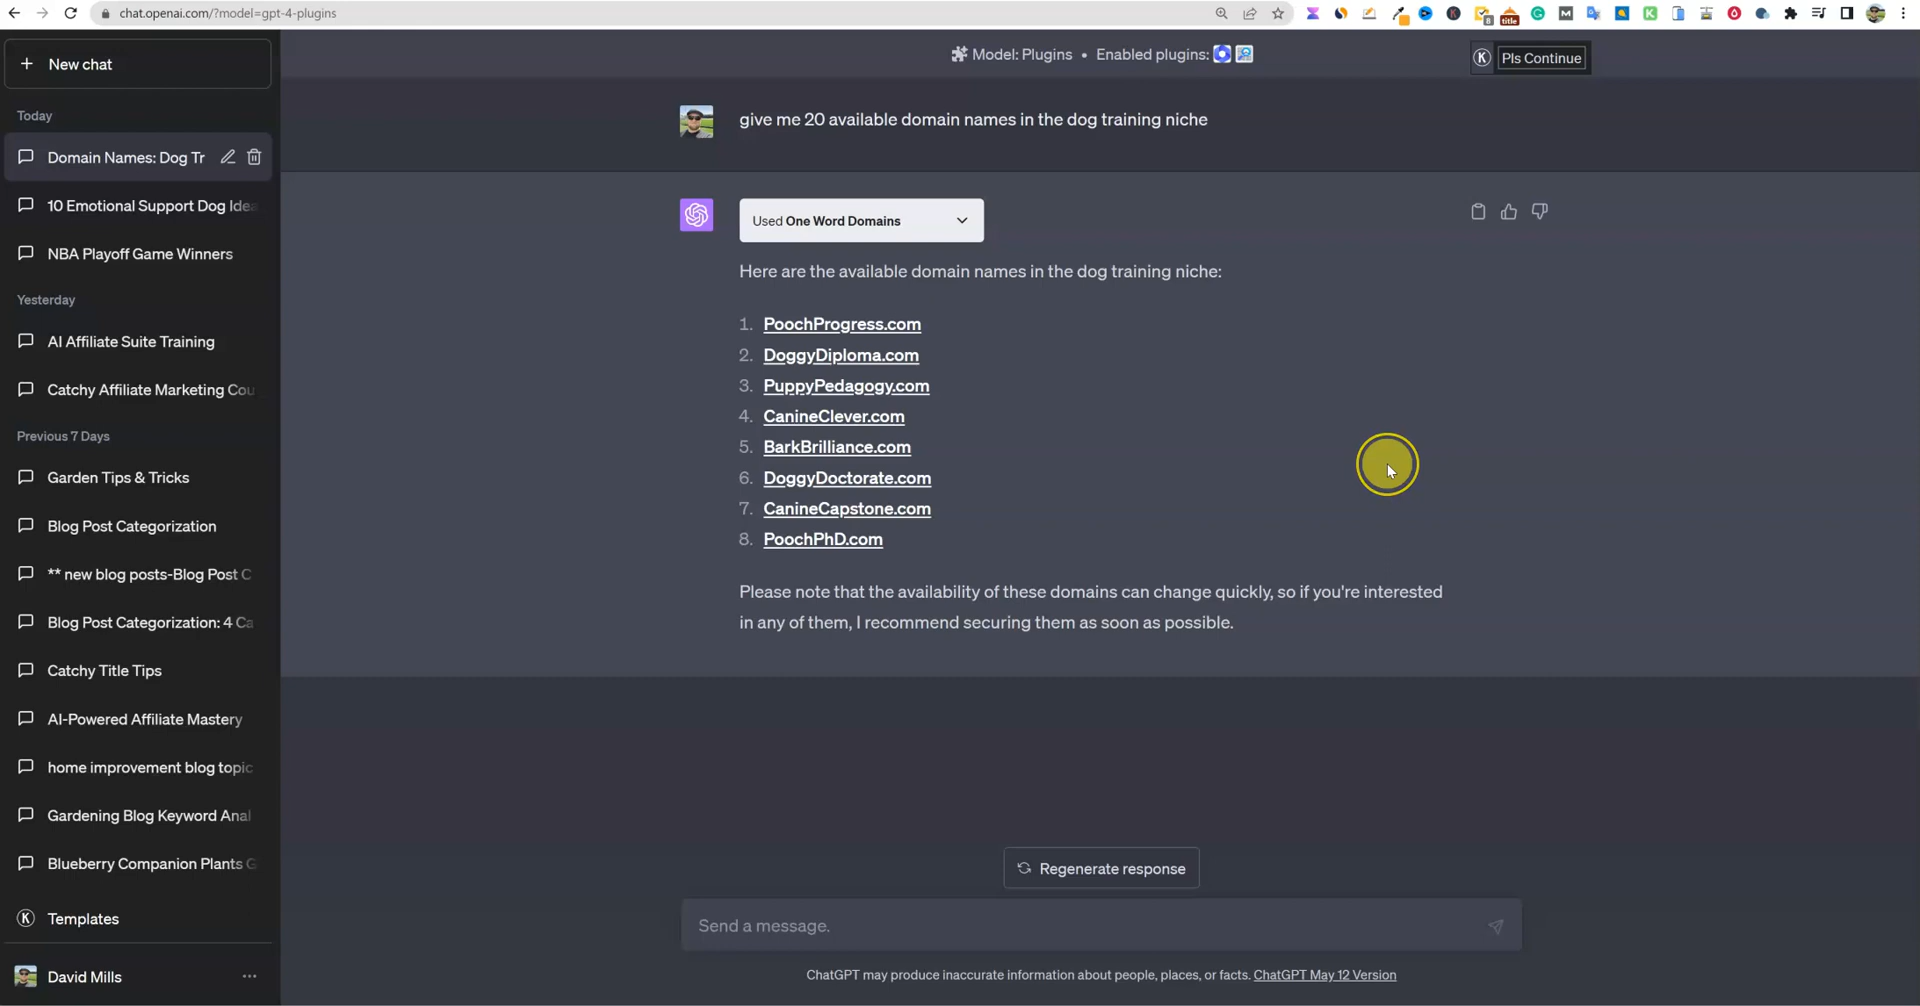 chat.openai.com/?model=gpt-4-plugins
8
title
New chat
Today
Domain Names: Dog Tr
10 Emotional Support Dog Idea
NBA Playoff Game Winners
Yesterday
AI Affiliate Suite Training
Catchy Affiliate Marketing Cou
Previous 7 Days
Garden Tips & Tricks
Blog Post Categorization
** new blog posts-Blog Post C
Blog Post Categorization: 4 Ca
Catchy Title Tips
AI-Powered Affiliate Mastery
home improvement blog topic
Gardening Blog Keyword Anal
Blueberry Companion Plants G
K Templates
David Mills
Model: Plugins • Enabled plugins:
K Pls Continue
give me 20 available domain names in the dog training niche
Used One Word Domains
Here are the available domain names in the dog training niche:
1. PoochProgress.com
2. DoggyDiploma.com
3. PuppyPedagogy.com
4. CanineClever.com
5. BarkBrilliance.com
6. DoggyDoctorate.com
7. CanineCapstone.com
8. PoochPhD.com
Please note that the availability of these domains can change quickly, so if you're interested
in any of them, I recommend securing them as soon as possible.
Regenerate response
Send a message.
ChatGPT may produce inaccurate information about people, places, or facts. ChatGPT May 12 Version